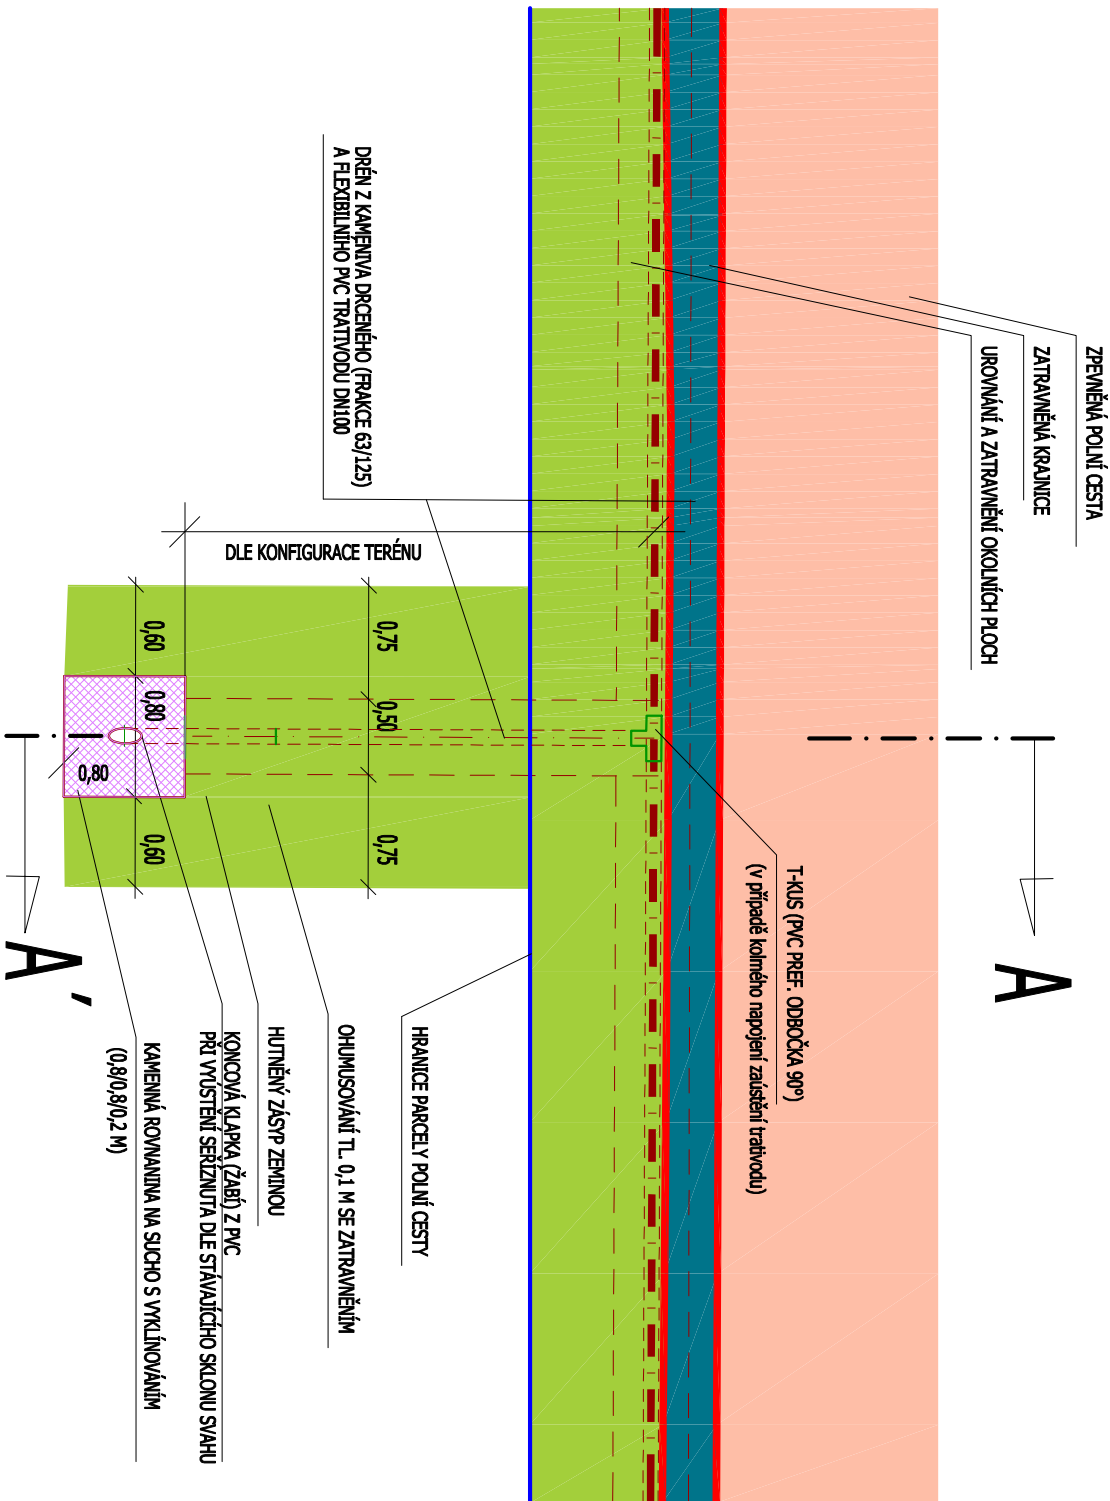 ZPEVNĚNÁ POLNÍ CESTA
ZATRAVNĚNÁ KRAJNICE
UROVNÁNÍ A ZATRAVNĚNÍ OKOLNÍCH PLOCH
DRÉN Z KAMENIVA DRCENÉHO (FRAKCE 63/125)
A FLEXIBILNÍHO PVC TRATIVODU DN100
DLE KONFIGURACE TERÉNU
0,75
0,50
0,75
0,60
0,80
0,60
0,80
T-KUS (PVC PREF. ODBOČKA 90°)
(v případě kolmého napojení zaústění trativodu)
A
A'
HRANICE PARCELY POLNÍ CESTY
OHUMUSOVÁNÍ TL. 0,1 M SE ZATRAVNĚNÍM
HUTNĚNÝ ZÁSYP ZEMINOU
KONCOVÁ KLAPKA (ŽABÍ) Z PVC
PŘI VYÚSTĚNÍ SEŘÍZNUTA DLE STÁVAJÍCÍHO SKLONU SVAHU
KAMENNÁ ROVNANINA NA SUCHO S VYKLÍNOVÁNÍM
(0,8/0,8/0,2 M)